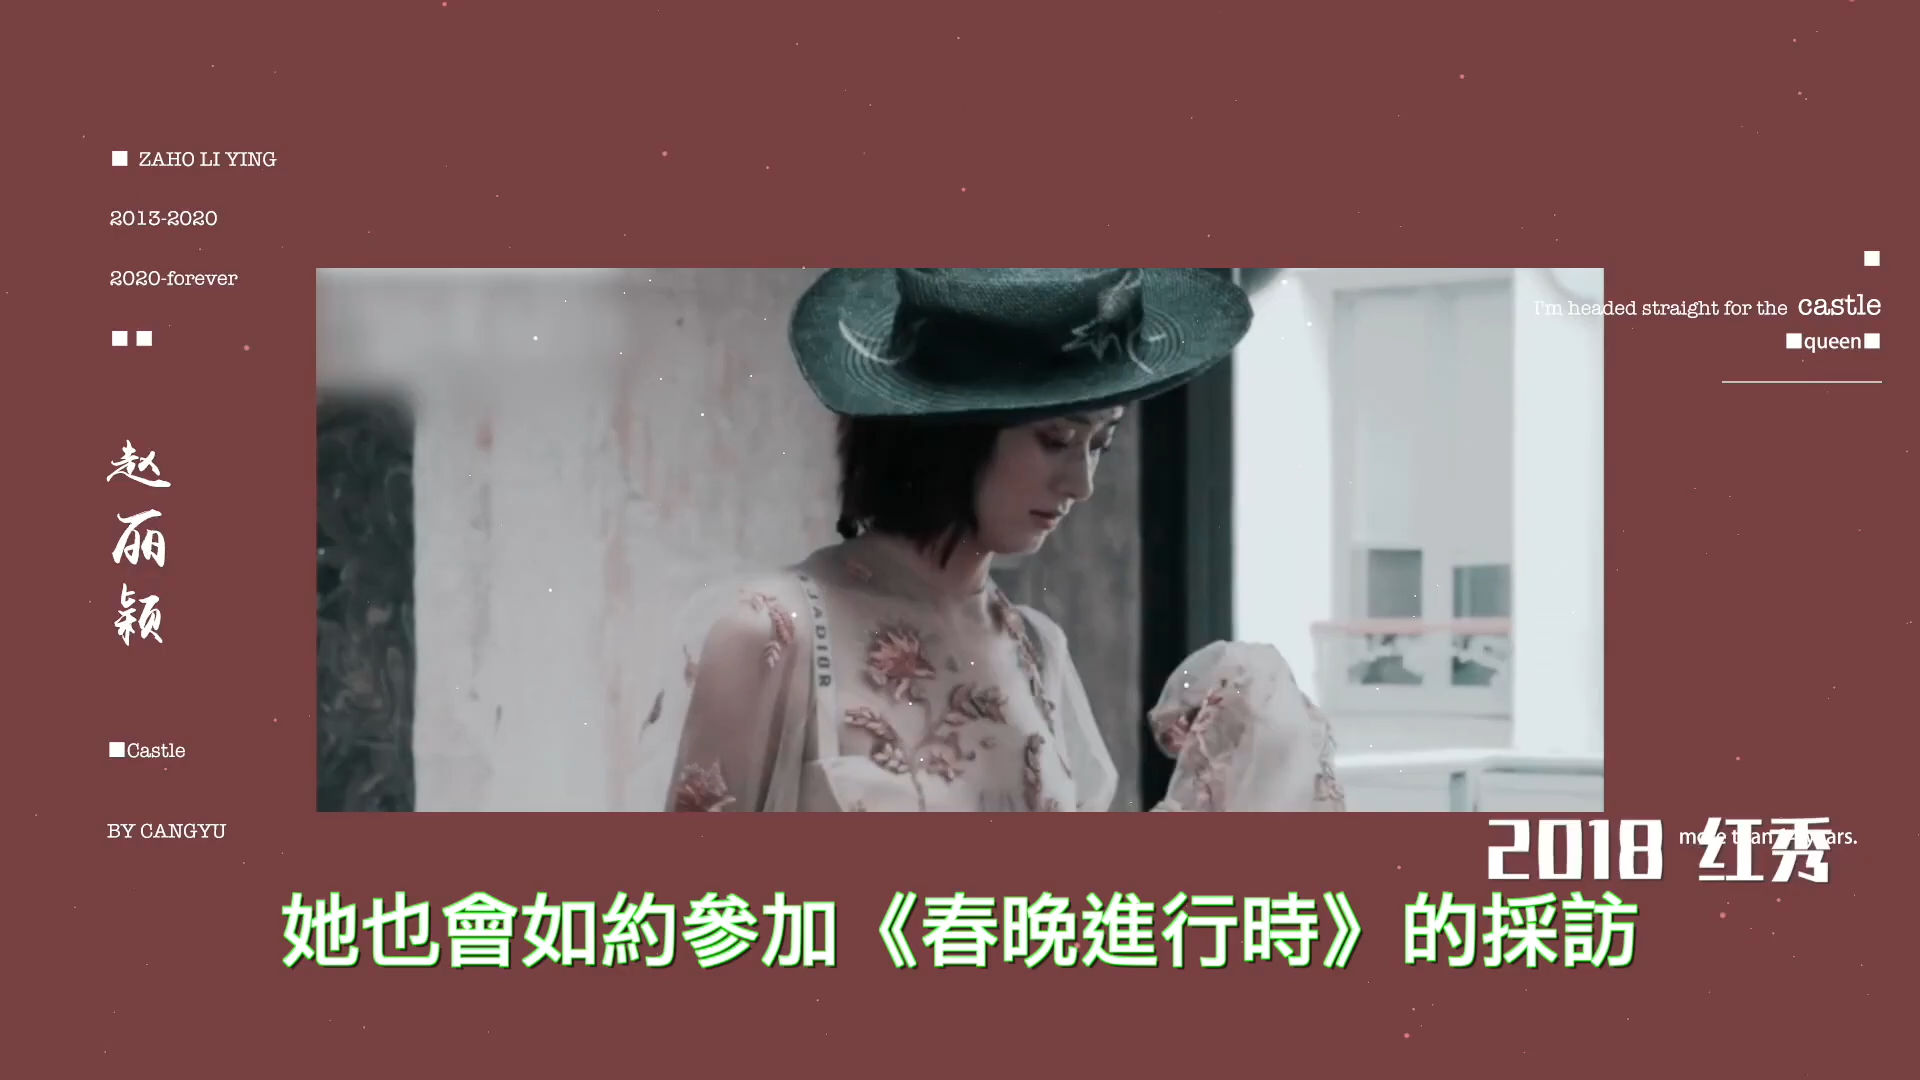 ZAHO LI YING
2013-2020
2020-forever
赵丽颖
Castle
BY CANGYU
I'm headed straight for the castle
queen
JADIOR
2018 红秀
她也會如約參加《春晚進行時》的採訪